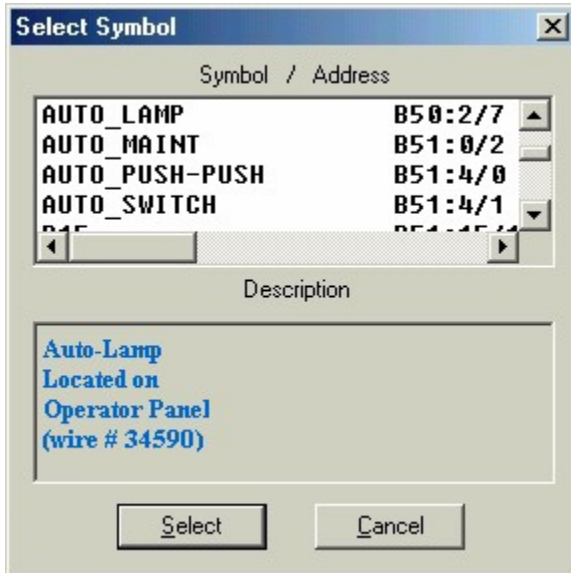 Select Symbol
Symbol / Address
AUTO_LAMP B50:2/7
AUTO_MAINT B51:0/2
AUTO_PUSH-PUSH B51:4/0
AUTO_SWITCH B51:4/1
Description
Auto-Lamp
Located on
Operator Panel
(wire # 34590)
Select Cancel